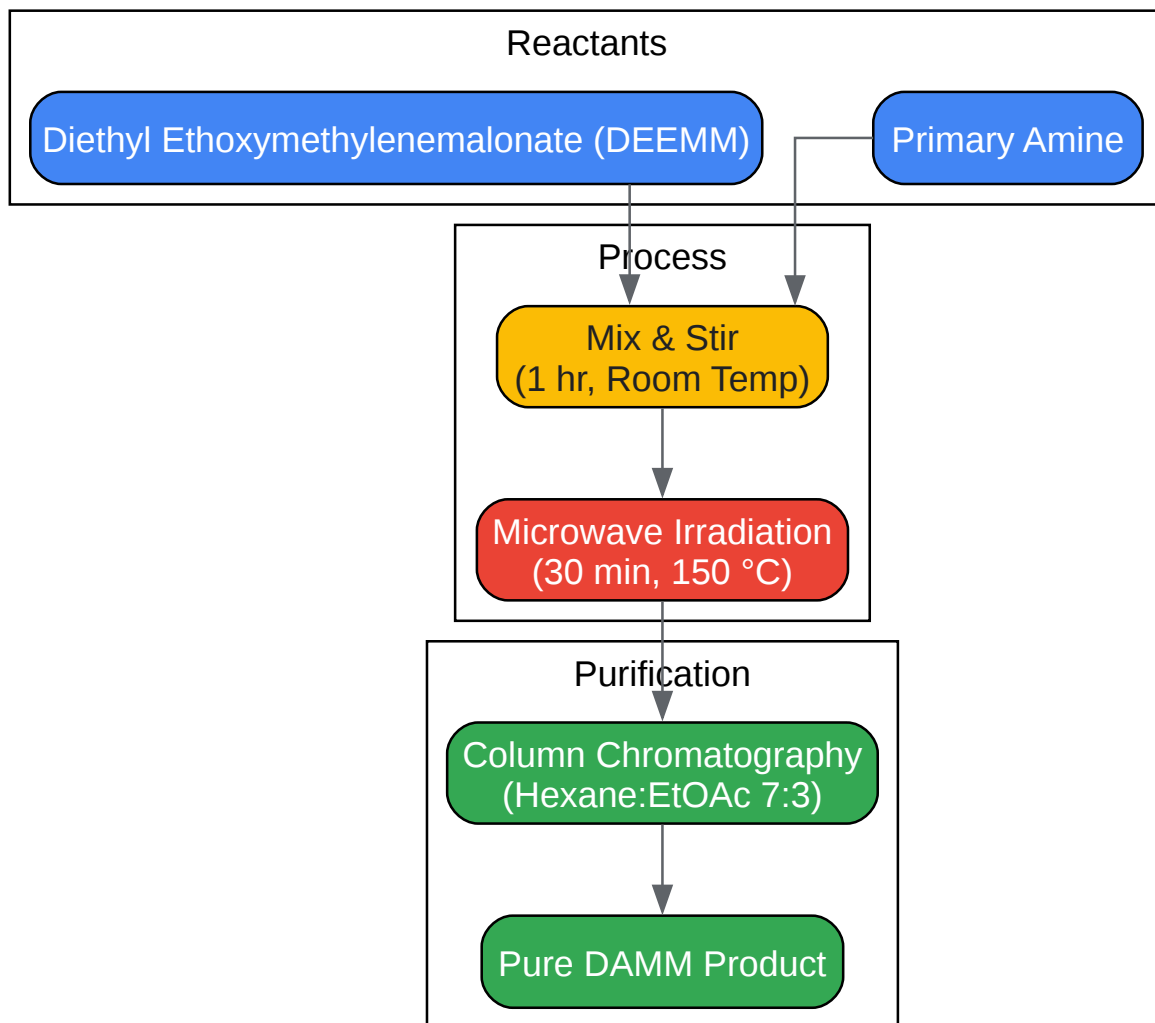 Reactants
Diethyl Ethoxymethylenemalonate (DEEMM)
Primary Amine
Process
Mix & Stir
(1 hr, Room Temp)
Microwave Irradiation
(30 min, 150 °C)
Purification
Column Chromatography
(Hexane:EtOAc 7:3)
Pure DAMM Product